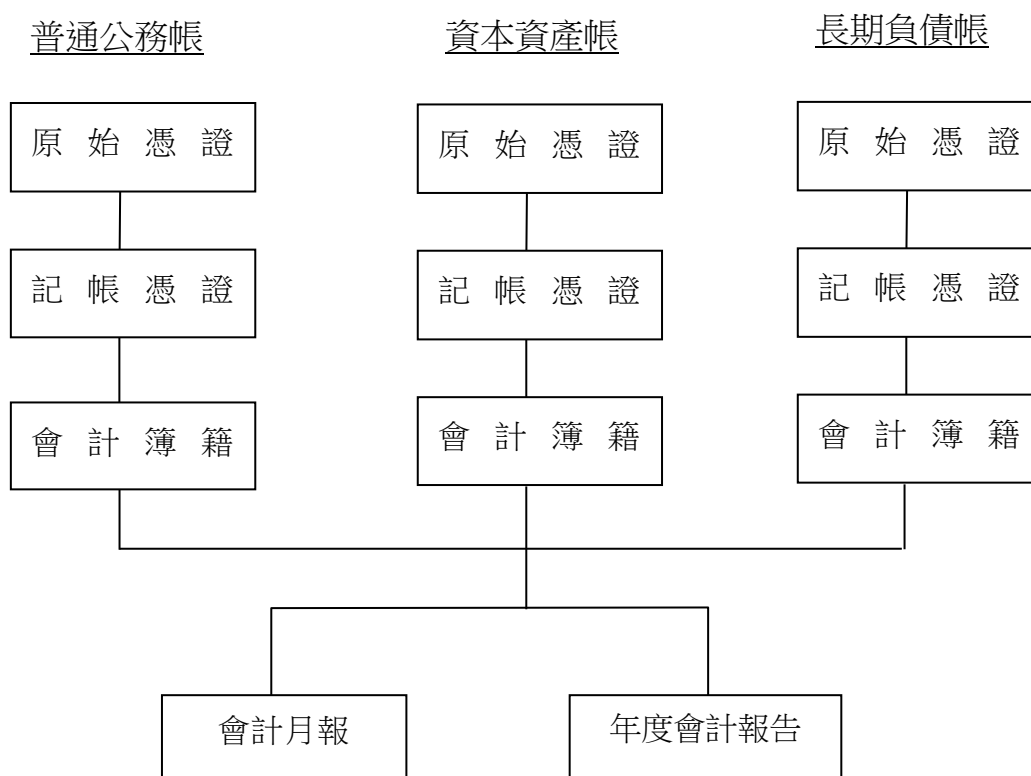 普通公務帳
資本資產帳
長期負債帳
原始憑證
原始憑證
原始憑證
記帳憑證
記帳憑證
記帳憑證
會計簿籍
會計簿籍
會計簿籍
會計月報
年度會計報告